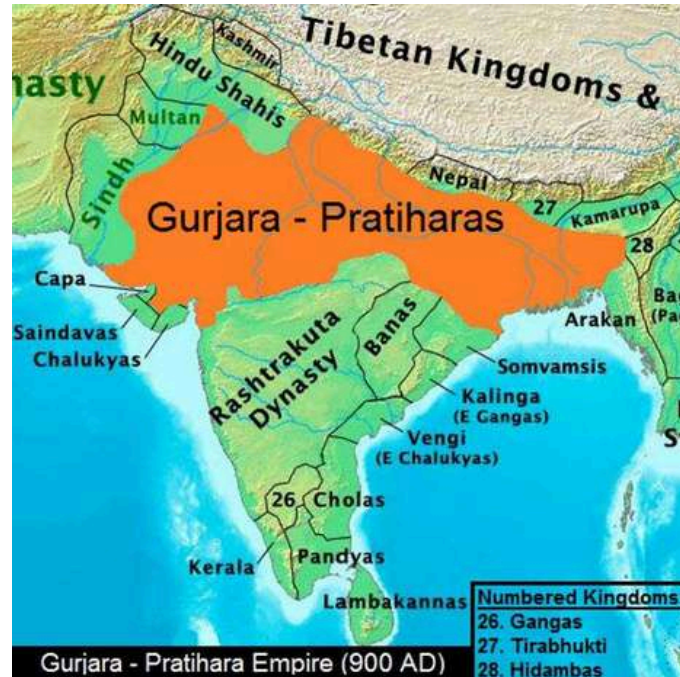 nasty
Kashmir
Tibetan Kingdoms &
Hindu Shahis
Multan
Sindh
Nepal
27
Kamarupa
28
Gurjara - Pratiharas
Capa
Saindavas
Chalukyas
Rashtrakuta
Dynasty
Banas
Arakan
Somvamsis
Kalinga
(E Gangas)
Vengi
(E Chalukyas)
26
Cholas
Kerala
Pandyas
Lambakannas
Numbered Kingdoms
26. Gangas
27. Tirabhukti
28. Hidambas
Gurjara - Pratihara Empire (900 AD)